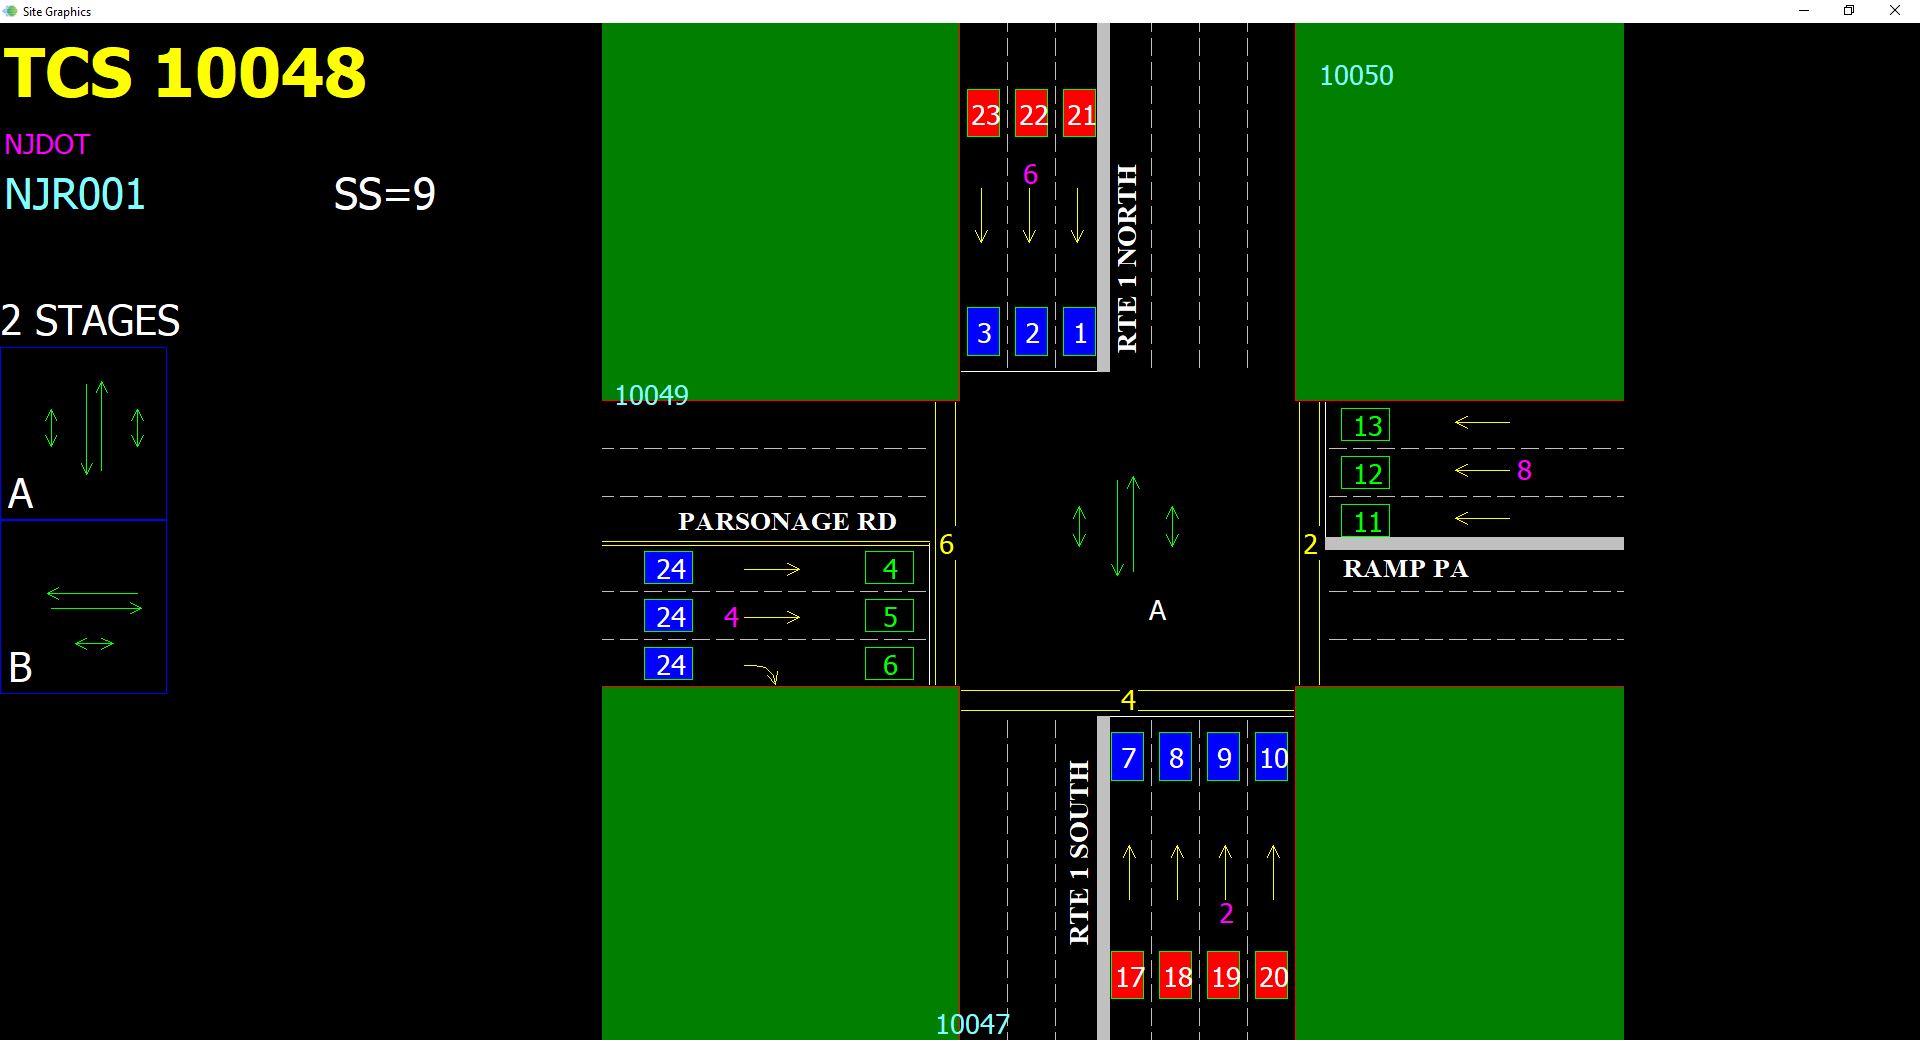 Site Graphics
TCS 10048
NJDOT
NJR001 SS=9
2 STAGES
A
B
10050
23 22 21
6
RTE 1 NORTH
3 2 1
10049
13
12 8
11
PARSONAGE RD
6
2
RAMP PA
24 4
24 4 5
24 6
A
4
7 8 9 10
RTE 1 SOUTH
2
17 18 19 20
10047